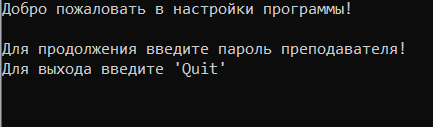 Добро пожаловать в настройки программы!
Для продолжения введите пароль преподавателя!
Для выхода введите 'Quit'